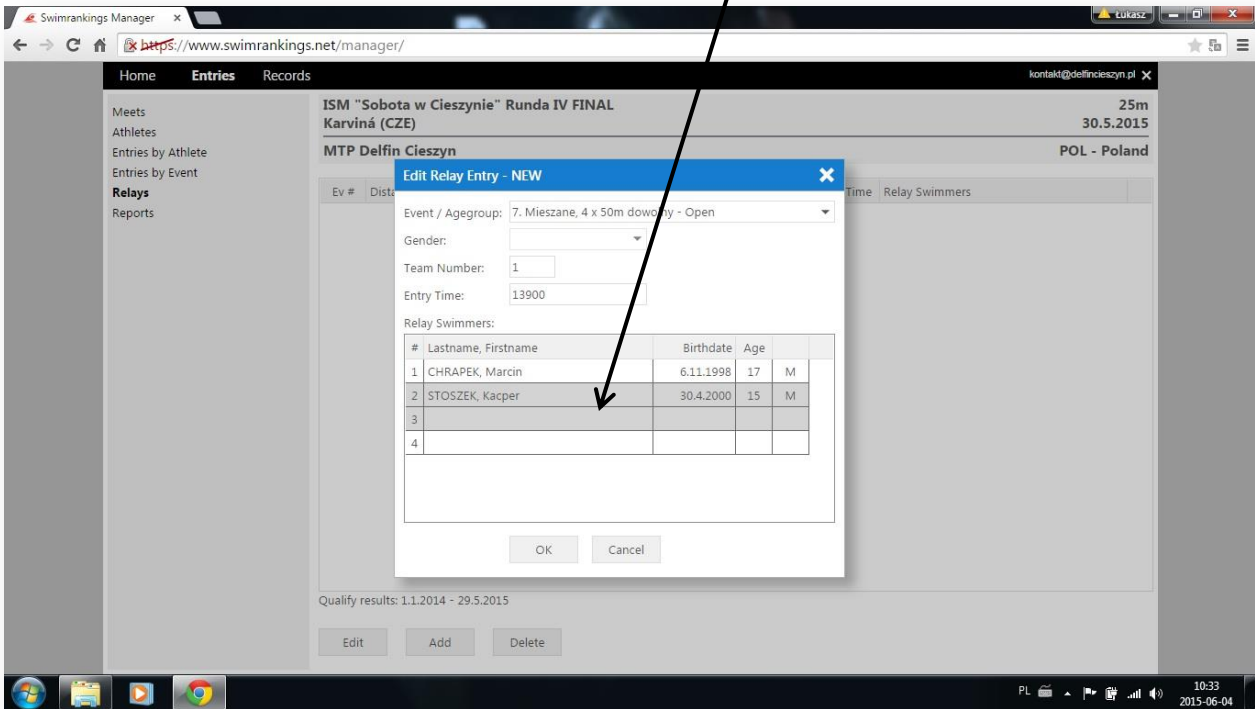 Swimrankings Manager
Łukasz
https://www.swimrankings.net/manager/
Home Entries Records kontakt@delfincieszyn.pl
Meets
Athletes
Entries by Athlete
Entries by Event
Relays
Reports
ISM "Sobota w Cieszynie" Runda IV FINAL 25m
Karviná (CZE) 30.5.2015
MTP Delfin Cieszyn POL - Poland
Ev # Dista Time Relay Swimmers
Edit Relay Entry - NEW
Event / Agegroup: 7. Mieszane, 4 x 50m dowolny - Open
Gender:
Team Number: 1
Entry Time: 13900
Relay Swimmers:
# Lastname, Firstname Birthdate Age
1 CHRAPEK, Marcin 6.11.1998 17 M
2 STOSZEK, Kacper 30.4.2000 15 M
3
4
OK Cancel
Qualify results: 1.1.2014 - 29.5.2015
Edit Add Delete
PL 10:33
2015-06-04